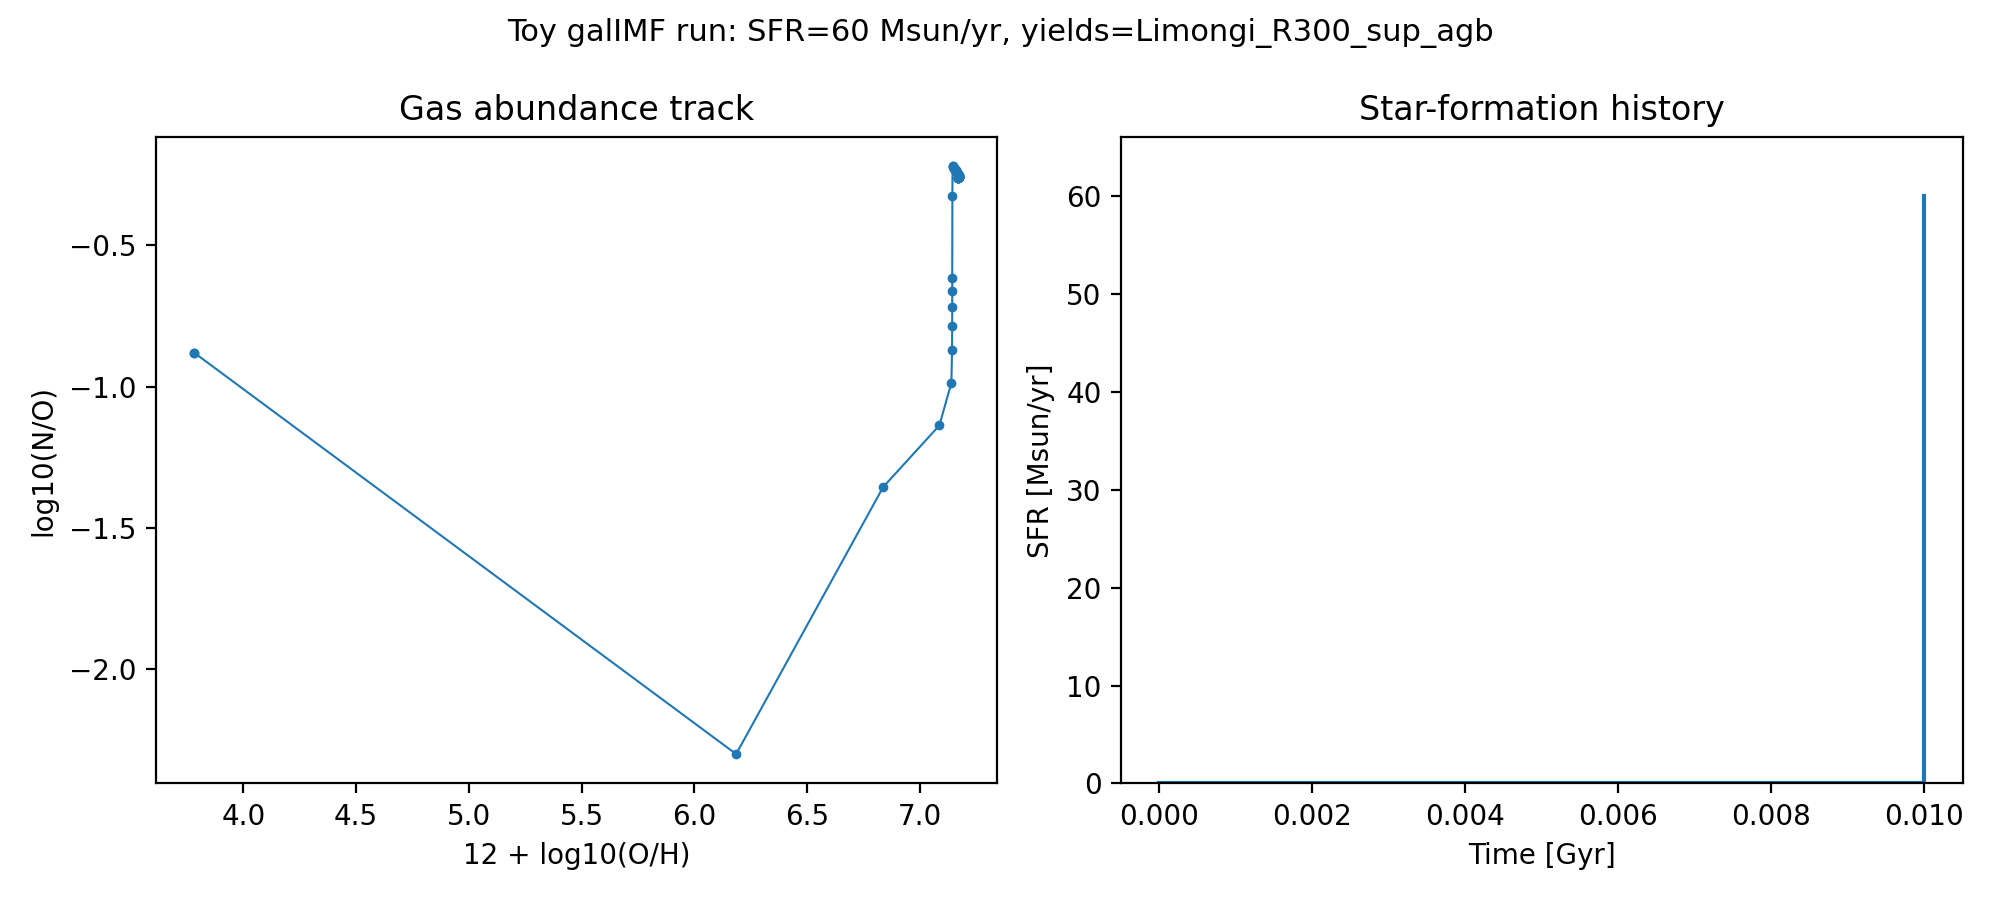 Toy galIMF run: SFR=60 Msun/yr, yields=Limongi_R300_sup_agb
Gas abundance track
log10(N/O)
−0.5
−1.0
−1.5
−2.0
4.0 4.5 5.0 5.5 6.0 6.5 7.0
12 + log10(O/H)
Star-formation history
SFR [Msun/yr]
60
50
40
30
20
10
0
0.000 0.002 0.004 0.006 0.008 0.010
Time [Gyr]